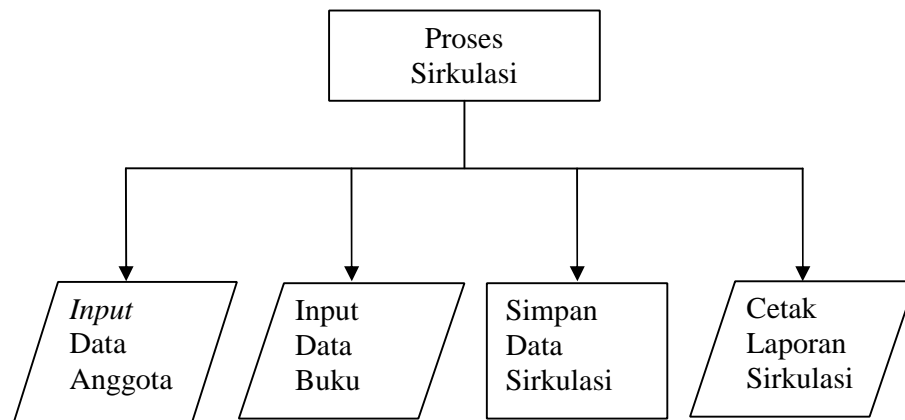 Proses
Sirkulasi
Input
Data
Anggota
Input
Data
Buku
Simpan
Data
Sirkulasi
Cetak
Laporan
Sirkulasi